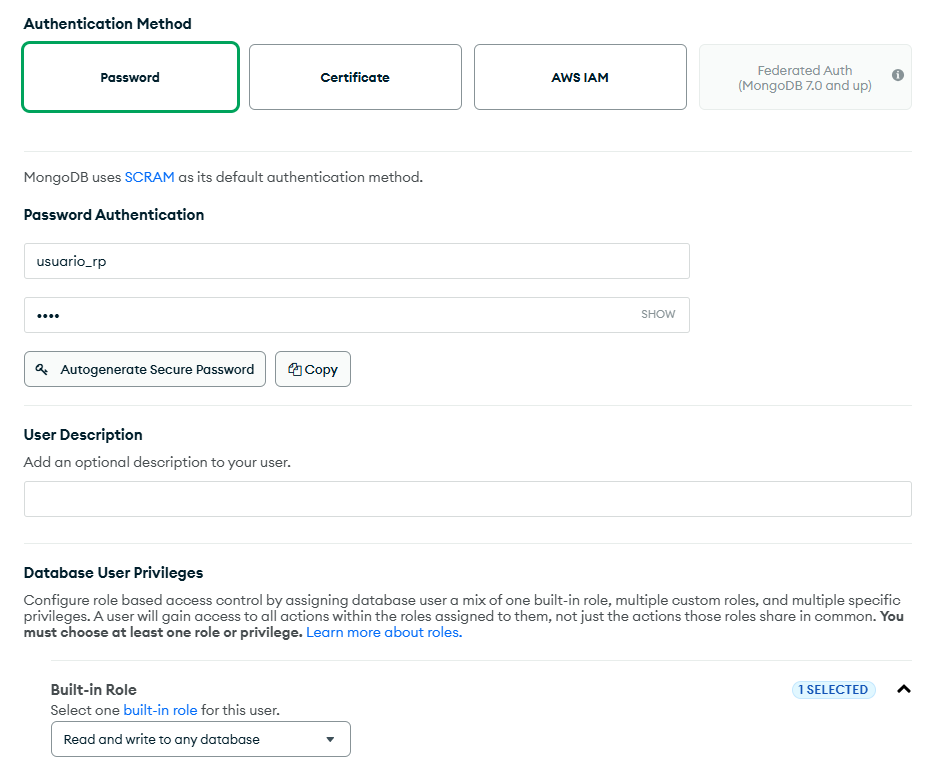 Authentication Method
Password
Certificate
AWS IAM
Federated Auth
(MongoDB 7.0 and up)
MongoDB uses SCRAM as its default authentication method.
Password Authentication
usuario_rp
•••• SHOW
Autogenerate Secure Password
Copy
User Description
Add an optional description to your user.
Database User Privileges
Configure role based access control by assigning database user a mix of one built-in role, multiple custom roles, and multiple specific
privileges. A user will gain access to all actions within the roles assigned to them, not just the actions those roles share in common. You
must choose at least one role or privilege. Learn more about roles.
Built-in Role
1 SELECTED
Select one built-in role for this user.
Read and write to any database